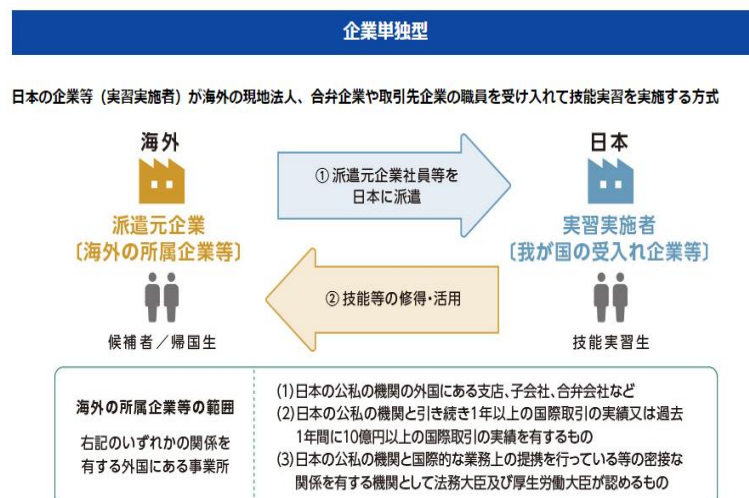 企業単独型
日本の企業等（実習実施者）が海外の現地法人、合弁企業や取引先企業の職員を受け入れて技能実習を実施する方式
海外
日本
① 派遣元企業社員等を
日本に派遣
派遣元企業
〔海外の所属企業等〕
実習実施者
〔我が国の受入れ企業等〕
② 技能等の修得・活用
候補者／帰国生
技能実習生
海外の所属企業等の範囲
右記のいずれかの関係を
有する外国にある事業所
(1)日本の公私の機関の外国にある支店、子会社、合弁会社など
(2)日本の公私の機関と引き続き1年以上の国際取引の実績又は過去
1年間に10億円以上の国際取引の実績を有するもの
(3)日本の公私の機関と国際的な業務上の提携を行っている等の密接な
関係を有する機関として法務大臣及び厚生労働大臣が認めるもの